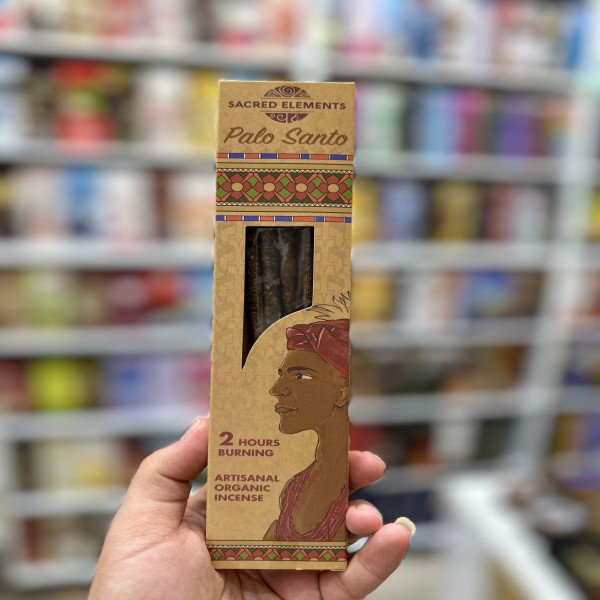 SACRED ELEMENTS
Palo Santo
2 HOURS
BURNING
ARTISANAL
ORGANIC
INCENSE